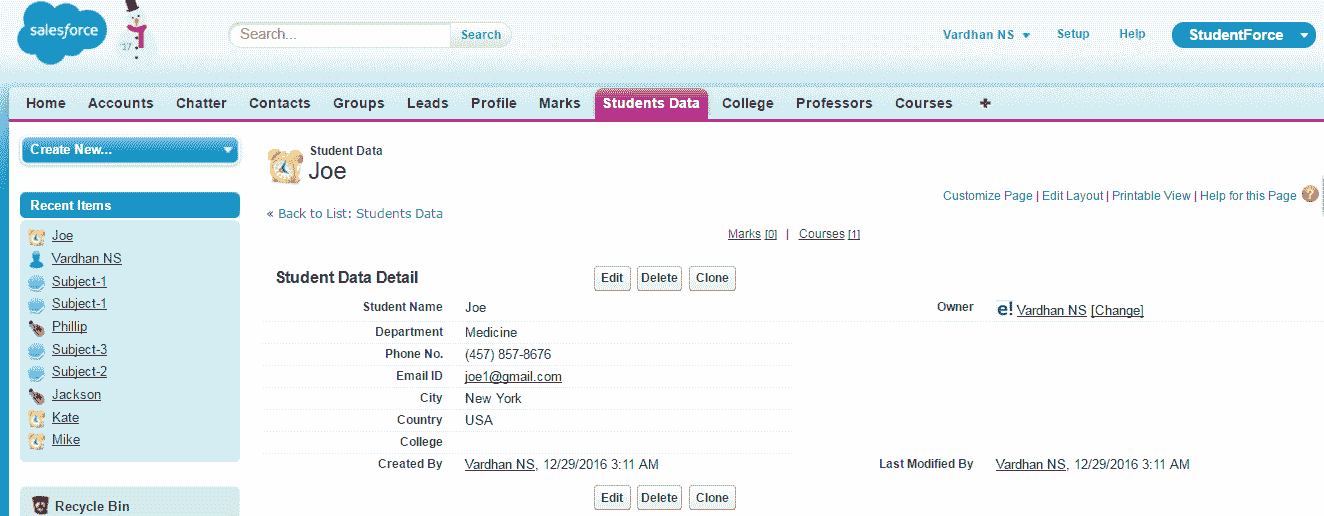 salesforce
'17
Search...
Search
Vardhan NS
Setup
Help
StudentForce
Home Accounts Chatter Contacts Groups Leads Profile Marks Students Data College Professors Courses +
Create New...
Recent Items
Joe
Vardhan NS
Subject-1
Subject-1
Phillip
Subject-3
Subject-2
Jackson
Kate
Mike
Recycle Bin
Student Data
Joe
Customize Page | Edit Layout | Printable View | Help for this Page ?
« Back to List: Students Data
Marks [0] | Courses [1]
Student Data Detail Edit Delete Clone
Student Name Joe Owner e! Vardhan NS [Change]
Department Medicine
Phone No. (457) 857-8676
Email ID joe1@gmail.com
City New York
Country USA
College
Created By Vardhan NS, 12/29/2016 3:11 AM Last Modified By Vardhan NS, 12/29/2016 3:11 AM
Edit Delete Clone